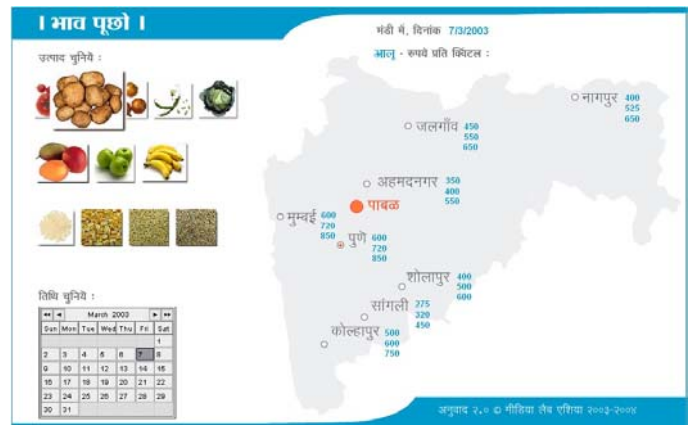 । भाव पूछो ।
मंडी में, दिनांक 7/3/2003
आलू - रूपये प्रति क्विंटल :
उत्पाद चुनिये :
नागपुर 400
525
650
जलगाँव 450
550
650
अहमदनगर 350
400
550
पाबळ
मुम्बई 600
720
850
पुणे 600
720
850
शोलापुर 400
500
600
सांगली 275
320
450
कोल्हापुर 500
600
750
तिथि चुनिये :
March 2003
Sun Mon Tue Wed Thu Fri Sat
1
2 3 4 5 6 7 8
9 10 11 12 13 14 15
16 17 18 19 20 21 22
23 24 25 26 27 28 29
30 31
अनुवाद २.० © मीडिया लैब एशिया २००३-२००४